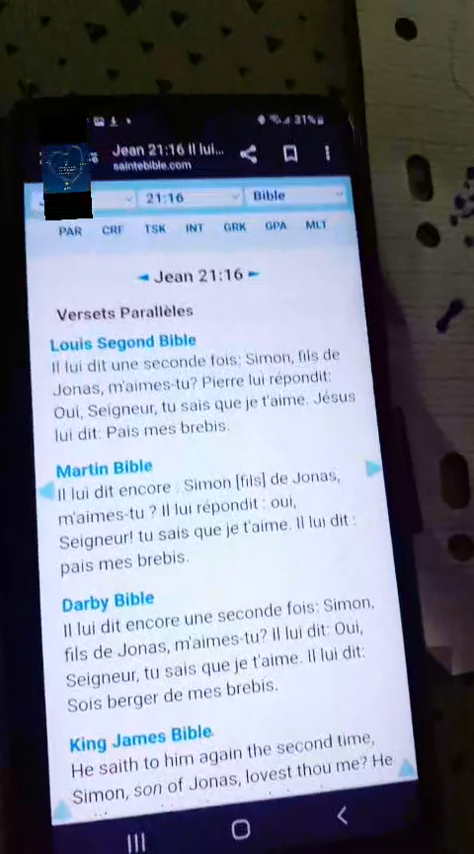 31%
Jean 21:16 Il lui...
saintebible.com
21:16
Bible
PAR CRF TSK INT GRK GPA MLT
◄ Jean 21:16 ►
Versets Parallèles
Louis Segond Bible
Il lui dit une seconde fois: Simon, fils de
Jonas, m'aimes-tu? Pierre lui répondit:
Oui, Seigneur, tu sais que je t'aime. Jésus
lui dit: Pais mes brebis.
Martin Bible
Il lui dit encore : Simon [fils] de Jonas,
m'aimes-tu ? Il lui répondit : oui,
Seigneur! tu sais que je t'aime. Il lui dit :
pais mes brebis.
Darby Bible
Il lui dit encore une seconde fois: Simon,
fils de Jonas, m'aimes-tu? Il lui dit: Oui,
Seigneur, tu sais que je t'aime. Il lui dit:
Sois berger de mes brebis.
King James Bible
He saith to him again the second time,
Simon, son of Jonas, lovest thou me? He